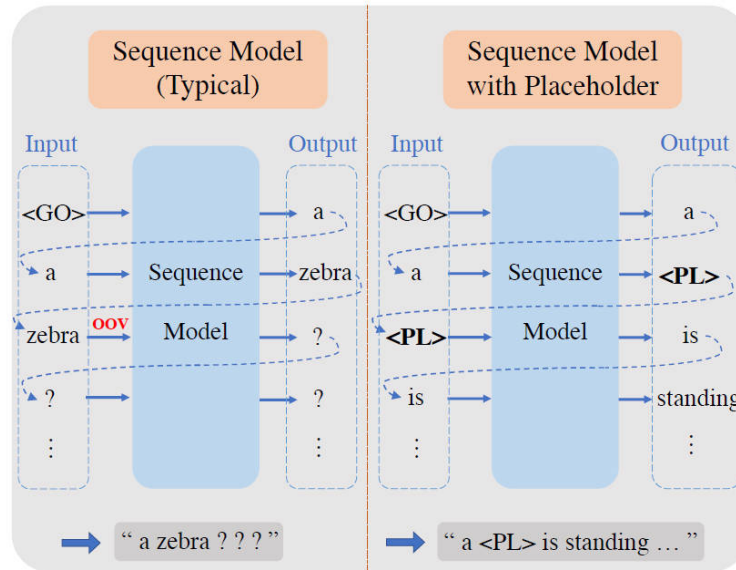 Sequence Model
(Typical)
Input
Output
<GO>
a
a
Sequence
zebra
zebra
OOV
Model
?
?
?
⋮
⋮
“ a zebra ? ? ? ”
Sequence Model
with Placeholder
Input
Output
<GO>
a
a
Sequence
<PL>
<PL>
Model
is
is
standing
⋮
⋮
“ a <PL> is standing ... ”